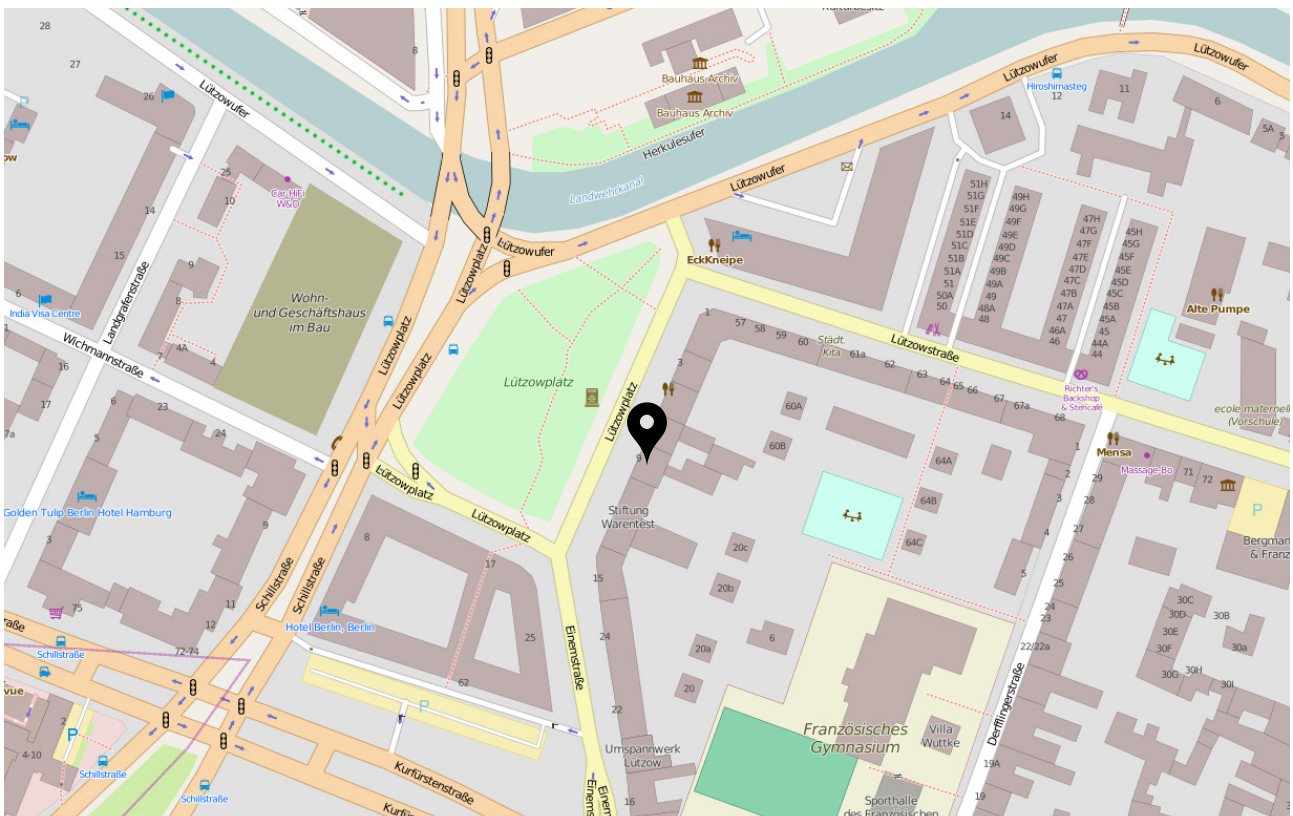 28
8
Kulturbesitz
27
26
Lützowufer
P
Bauhaus Archiv
Bauhaus Archiv
Herkulesufer
Landwehrkanal
Lützowufer
Lützowufer
Lützowufer
Hiroshimasteg
12
11
14
6
5A
5
ow
Car-HiFi
W&D
25
10
14
15
9
8
7
4A
4
6
India Visa Centre
Landgrafenstraße
Wichmannstraße
Wohn-
und Geschäftshaus
im Bau
Lützowufer
Lützowplatz
Lützowplatz
Lützowplatz
Lützowplatz
Lützowplatz
Lützowplatz
Lützowplatz
EckKneipe
51H
51G
51F
51E
51D
51C
51B
51A
51
50A
50
49H
49G
49F
49E
49D
49C
49B
49A
49
48A
48
47H
47G
47F
47E
47D
47C
47B
47A
47
46A
46
45H
45G
45F
45E
45D
45C
45B
45A
45
44A
44
Alte Pumpe
1
57
58
59
60
Städt.
Kita
61a
62
63
64
65
66
67
67a
68
Lützowstraße
Richter's
Backshop
& Stehcafé
ecole maternelle
(Vorschule)
3
9
60A
60B
64A
64B
64C
1
2
3
4
5
Mensa
Massage-Bo
71
72
29
28
27
26
25
24
23
22/22a
P
Bergmann
& Franz
16
17
7a
6
5
23
24
Golden Tulip Berlin Hotel Hamburg
3
9
75
11
12
72-74
8
17
25
62
Schillstraße
Schillstraße
Hotel Berlin, Berlin
Stiftung
Warentest
15
24
22
16
Einemstraße
20c
20b
20a
20
6
Umspannwerk
Lützow
Französisches
Gymnasium
Villa
Wuttke
Sporthalle
des Französischen
Derfflingerstraße
19A
19
30C
30D
30E
30F
30G
30H
30I
30B
30a
raße
Schillstraße
vue
2
P
4-10
Schillstraße
Schillstraße
P
Kurfürstenstraße
Kurfü
Einem
Einem